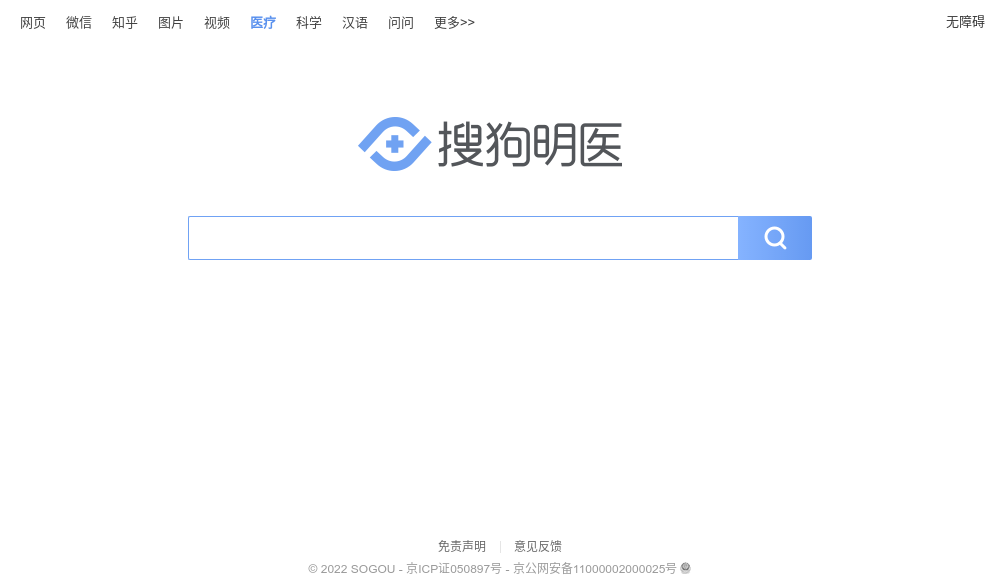 网页 微信 知乎 图片 视频 医疗 科学 汉语 问问 更多>> 无障碍
搜狗明医
免责声明 意见反馈
© 2022 SOGOU - 京ICP证050897号 - 京公网安备11000002000025号